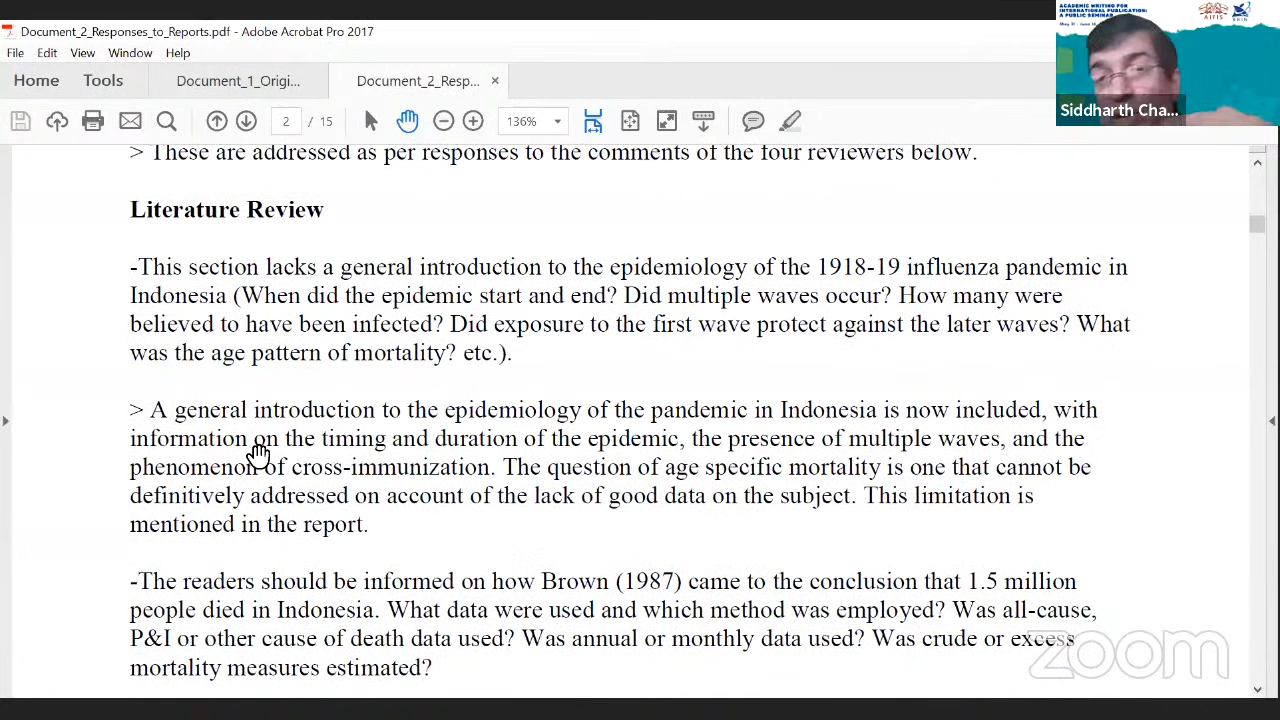 Document_2_Responses_to_Reports.pdf - Adobe Acrobat Pro 2017
File Edit View Window Help
Home Tools Document_1_Origi... Document_2_Resp... ×
2 / 15 136%
ACADEMIC WRITING FOR
INTERNATIONAL PUBLICATION:
A PUBLIC SEMINAR
AIFIS BRIN
Siddharth Cha...
> These are addressed as per responses to the comments of the four reviewers below.
Literature Review
-This section lacks a general introduction to the epidemiology of the 1918-19 influenza pandemic in
Indonesia (When did the epidemic start and end? Did multiple waves occur? How many were
believed to have been infected? Did exposure to the first wave protect against the later waves? What
was the age pattern of mortality? etc.).
> A general introduction to the epidemiology of the pandemic in Indonesia is now included, with
information on the timing and duration of the epidemic, the presence of multiple waves, and the
phenomenon of cross-immunization. The question of age specific mortality is one that cannot be
definitively addressed on account of the lack of good data on the subject. This limitation is
mentioned in the report.
-The readers should be informed on how Brown (1987) came to the conclusion that 1.5 million
people died in Indonesia. What data were used and which method was employed? Was all-cause,
P&I or other cause of death data used? Was annual or monthly data used? Was crude or excess
mortality measures estimated?
zoom